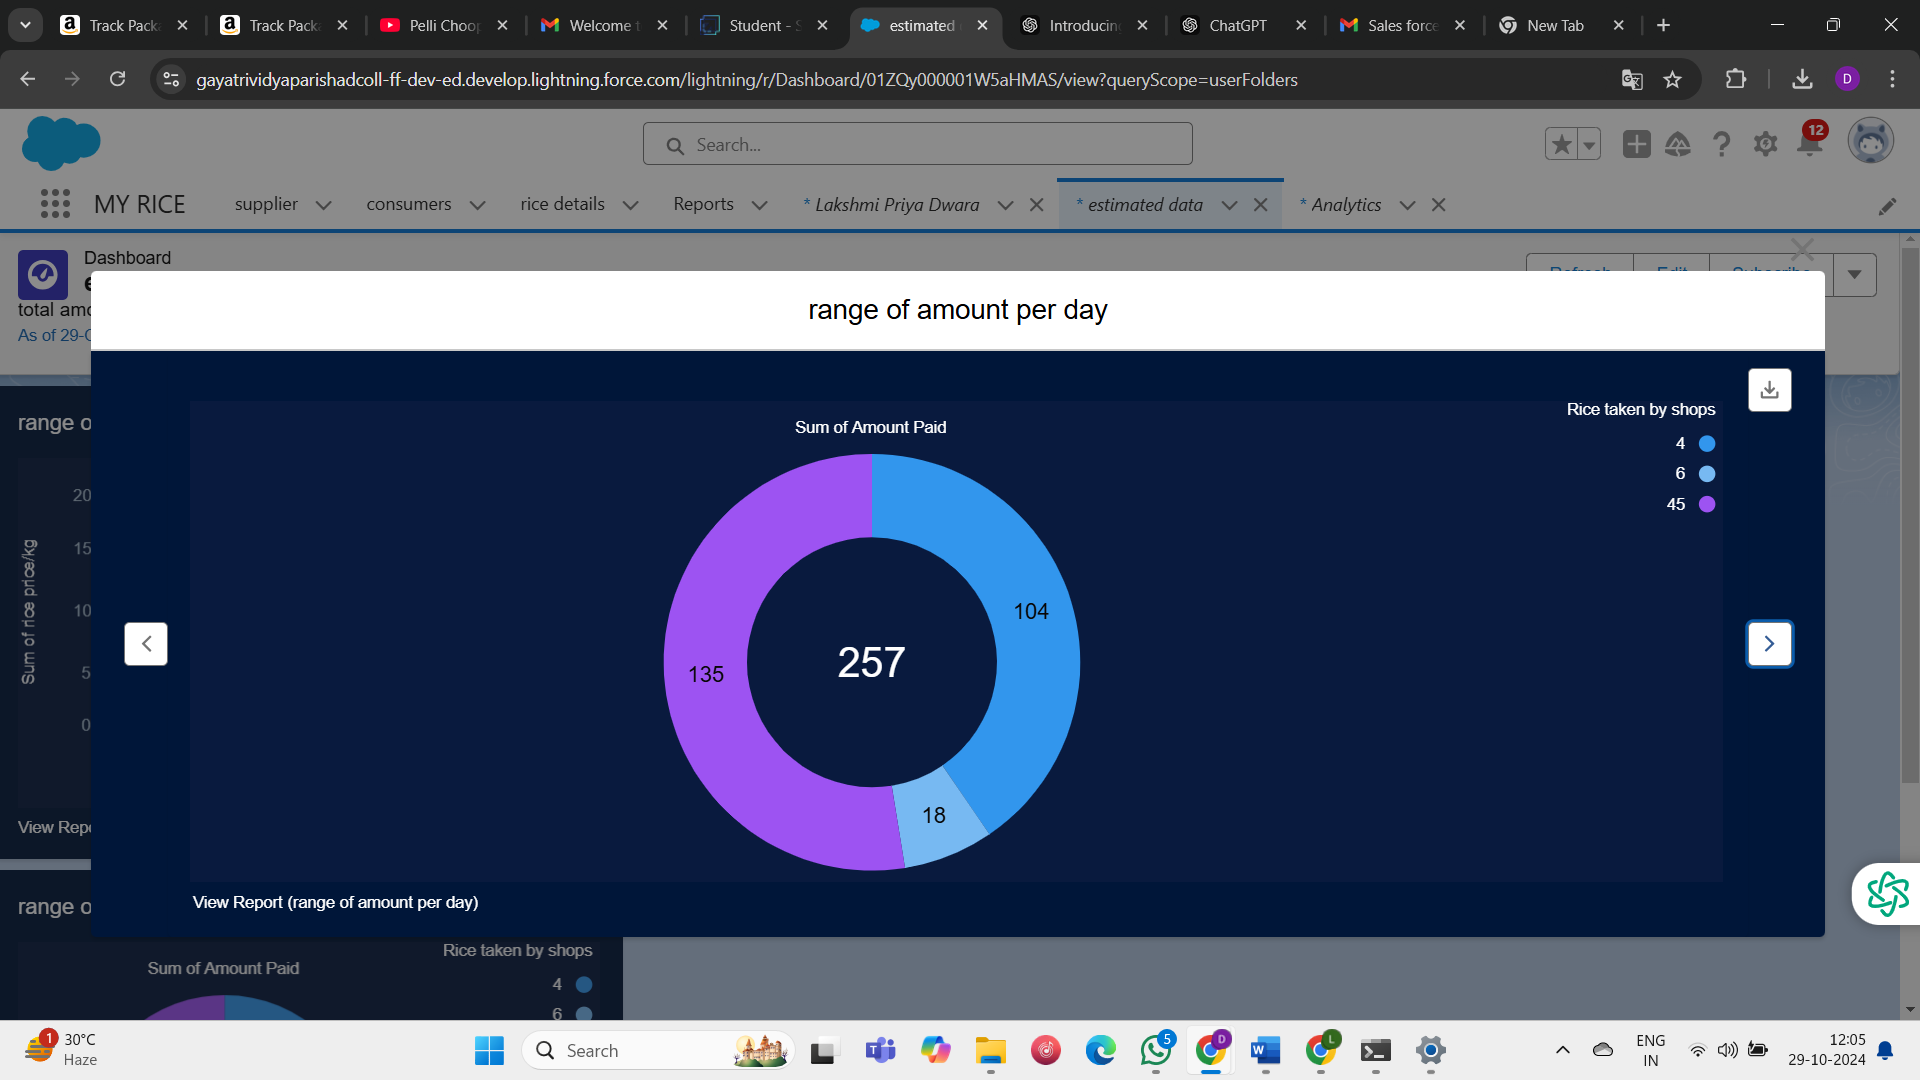 Track Pack
Track Pack
Pelli Choop
Welcome t
Student - S
estimated
Introducin
ChatGPT
Sales force
New Tab
gayatrividyaparishadcoll-ff-dev-ed.develop.lightning.force.com/lightning/r/Dashboard/01ZQy000001W5aHMAS/view?queryScope=userFolders
D
Search...
12
MY RICE
supplier
consumers
rice details
Reports
* Lakshmi Priya Dwara
* estimated data
* Analytics
Dashboard
total amo
As of 29-
range of amount per day
range o
Sum of rice price/kg
20
15
10
5
0
View Repo
Sum of Amount Paid
Rice taken by shops
4
6
45
104
135
257
18
View Report (range of amount per day)
range o
Rice taken by shops
Sum of Amount Paid
4
6
1
30°C
Haze
Search
5
D
L
ENG
IN
12:05
29-10-2024